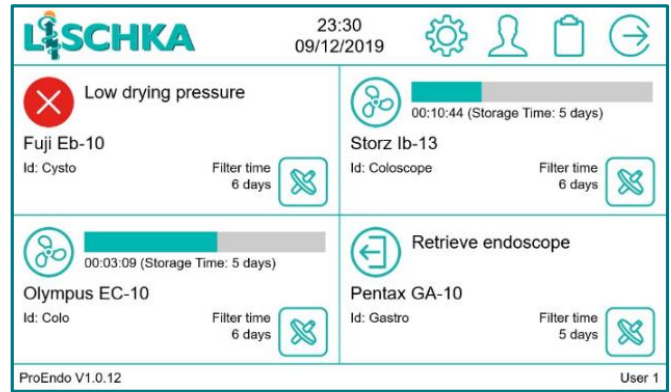 LISCHKA
23:30
09/12/2019
Low drying pressure
Fuji Eb-10
Id: Cysto
Filter time
6 days
00:10:44 (Storage Time: 5 days)
Storz Ib-13
Id: Coloscope
Filter time
6 days
00:03:09 (Storage Time: 5 days)
Olympus EC-10
Id: Colo
Filter time
6 days
Retrieve endoscope
Pentax GA-10
Id: Gastro
Filter time
5 days
ProEndo V1.0.12
User 1